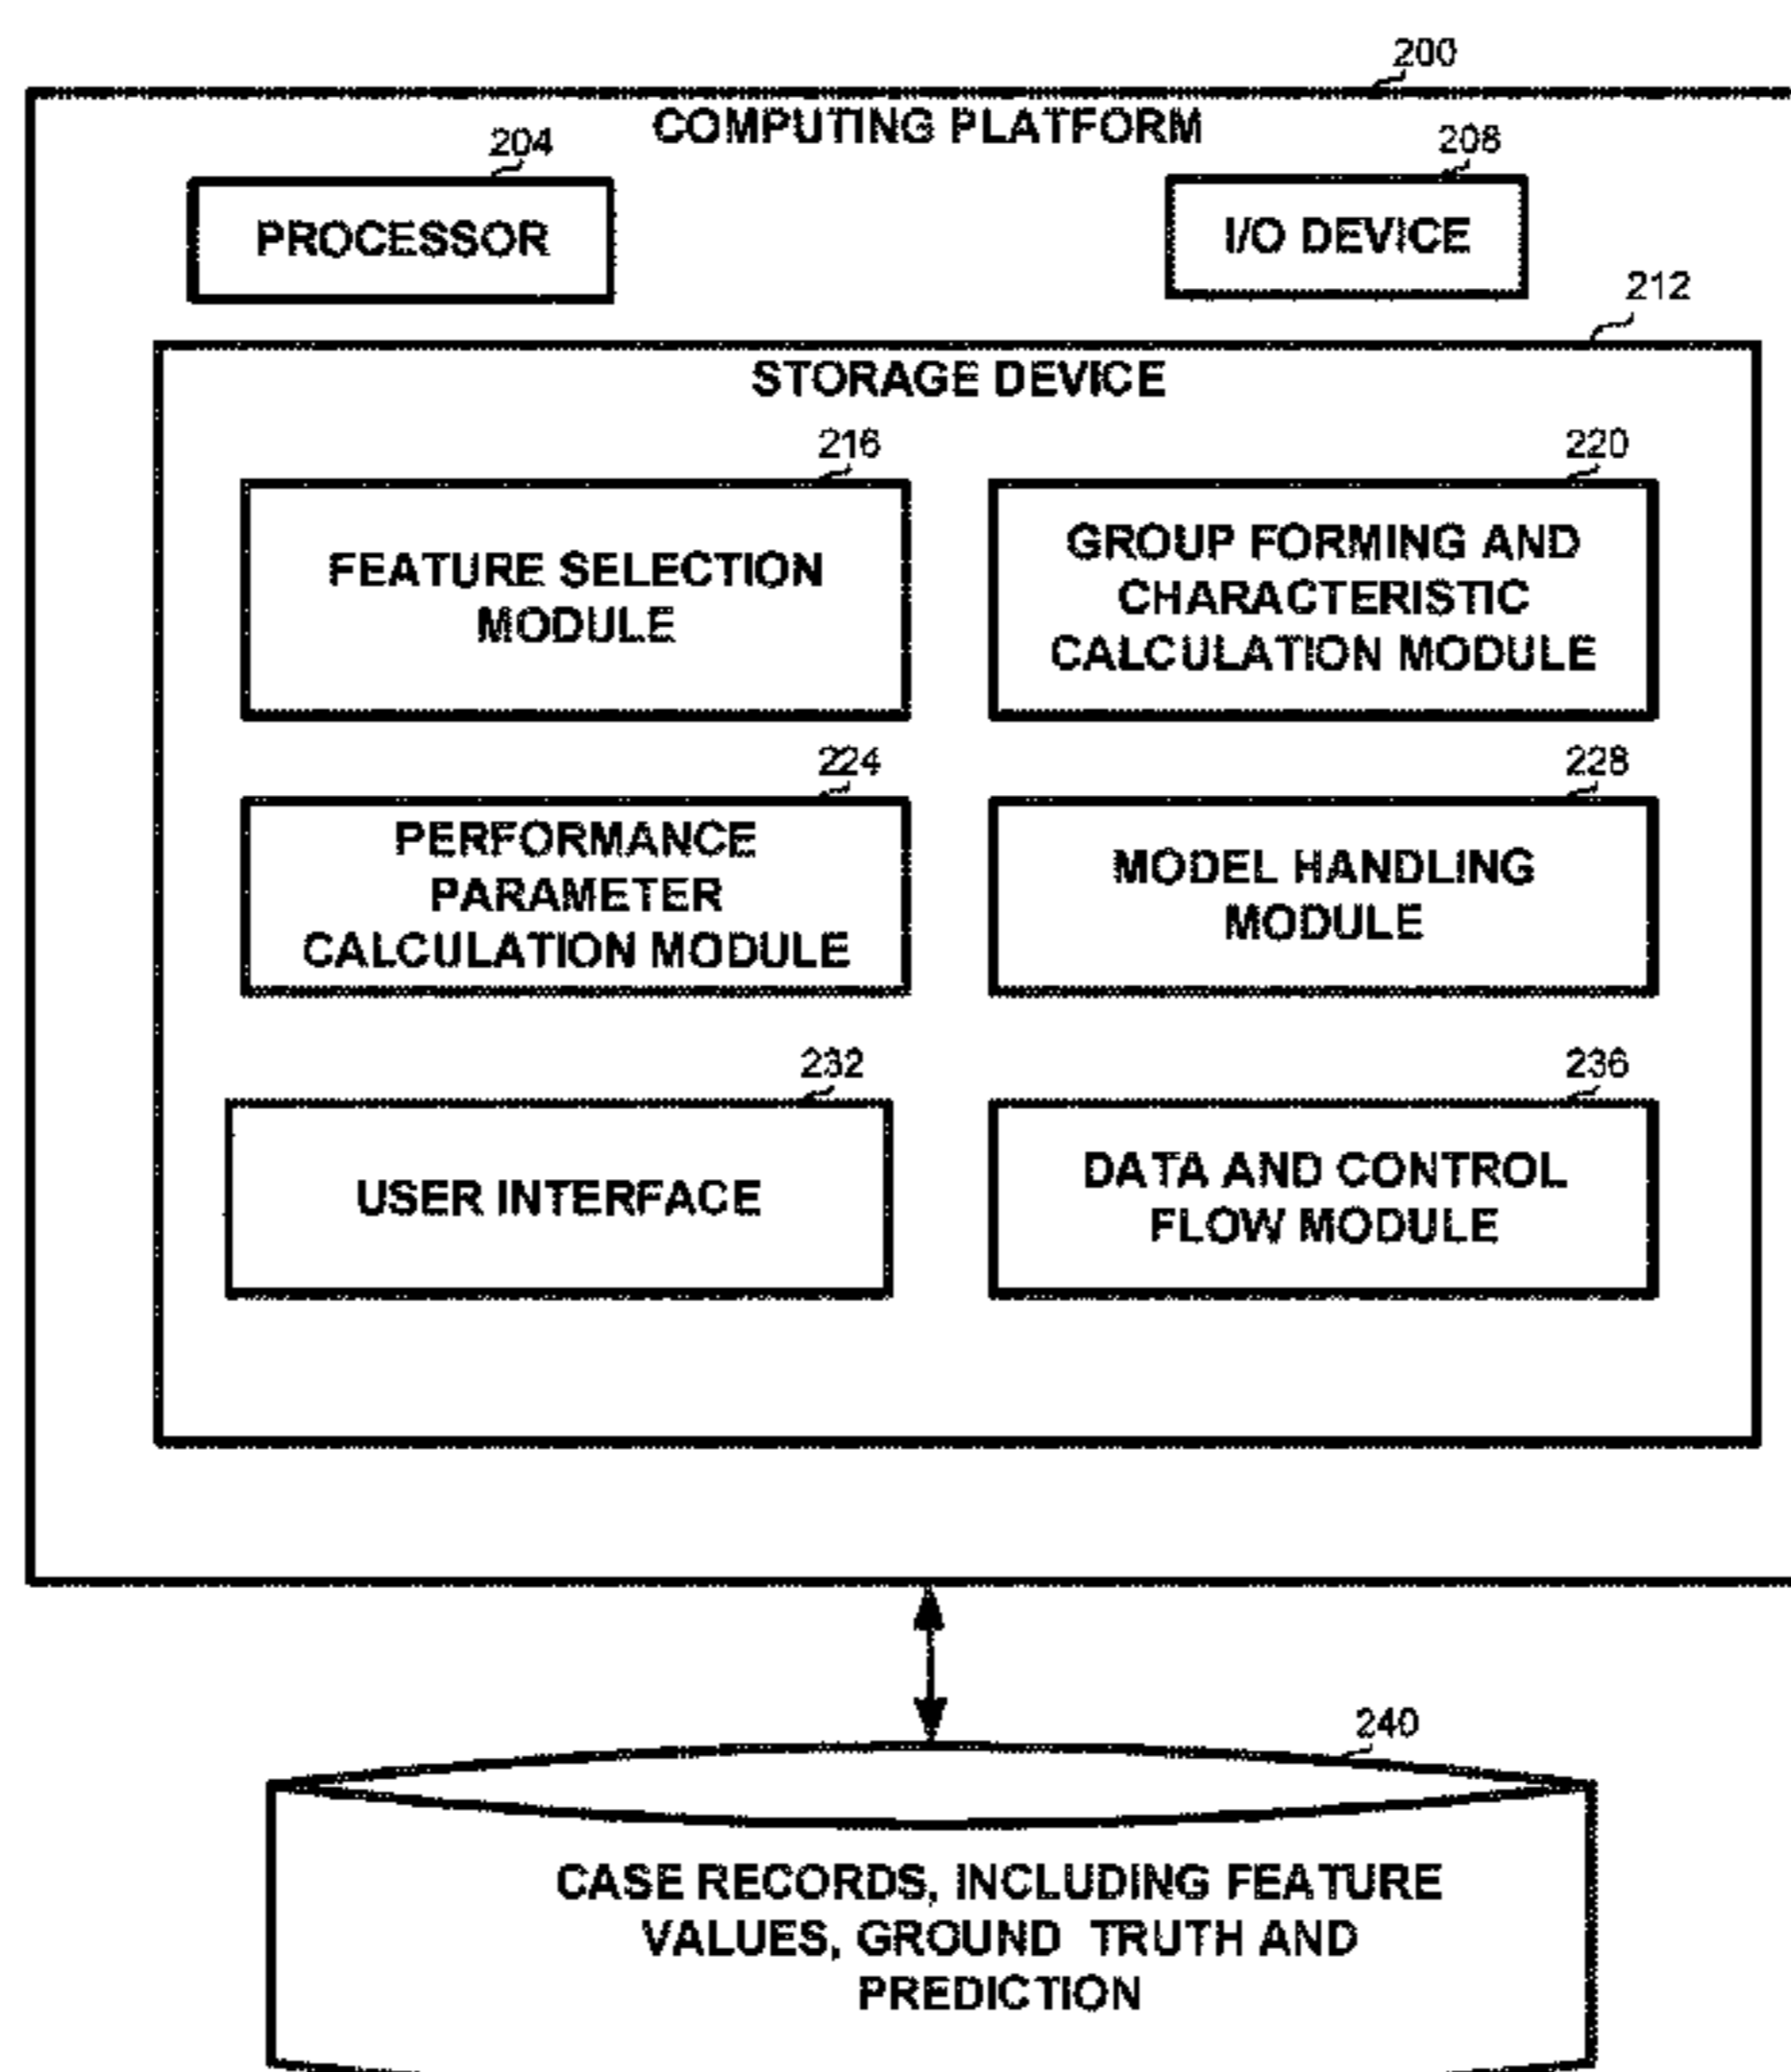 200
COMPUTING PLATFORM
204
208
PROCESSOR
I/O DEVICE
212
STORAGE DEVICE
216
220
FEATURE SELECTION
MODULE
GROUP FORMING AND
CHARACTERISTIC
CALCULATION MODULE
224
228
PERFORMANCE
PARAMETER
CALCULATION MODULE
MODEL HANDLING
MODULE
232
236
USER INTERFACE
DATA AND CONTROL
FLOW MODULE
240
CASE RECORDS, INCLUDING FEATURE
VALUES, GROUND TRUTH AND
PREDICTION